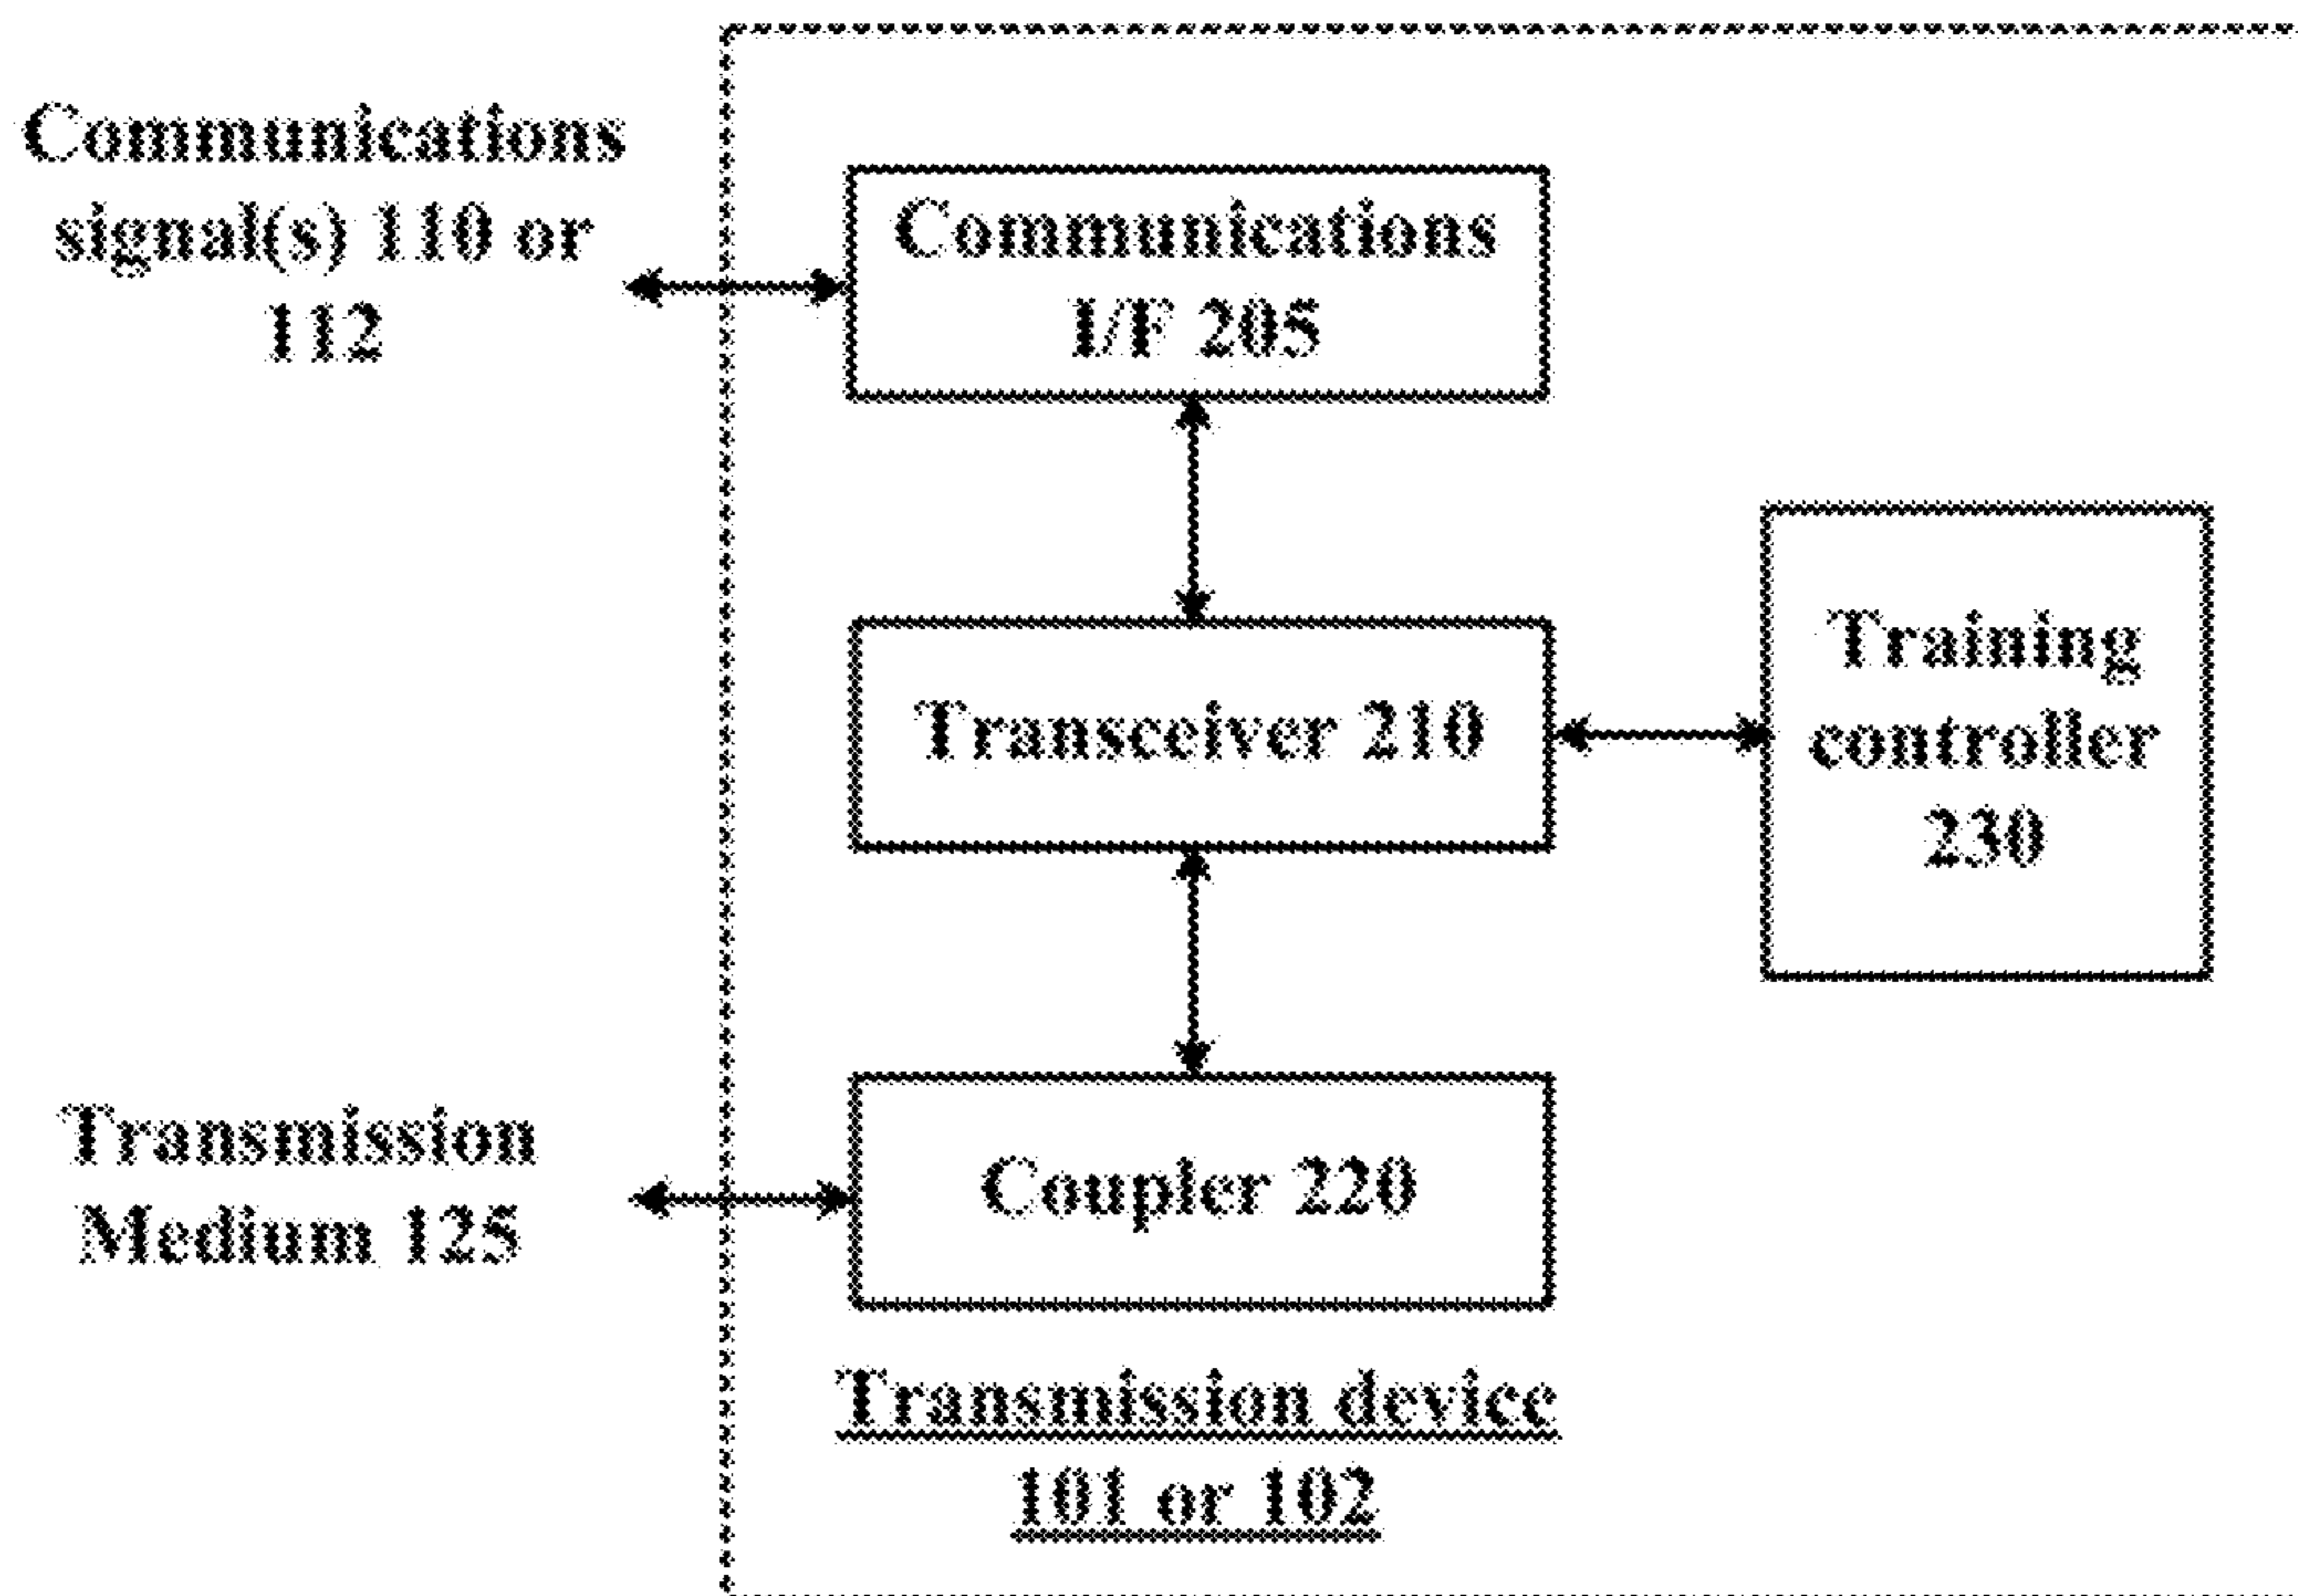 Communications
signal(s) 110 or
112
Communications
I/F 205
Transceiver 210
Training
controller
230
Coupler 220
Transmission
Medium 125
Transmission device
101 or 102